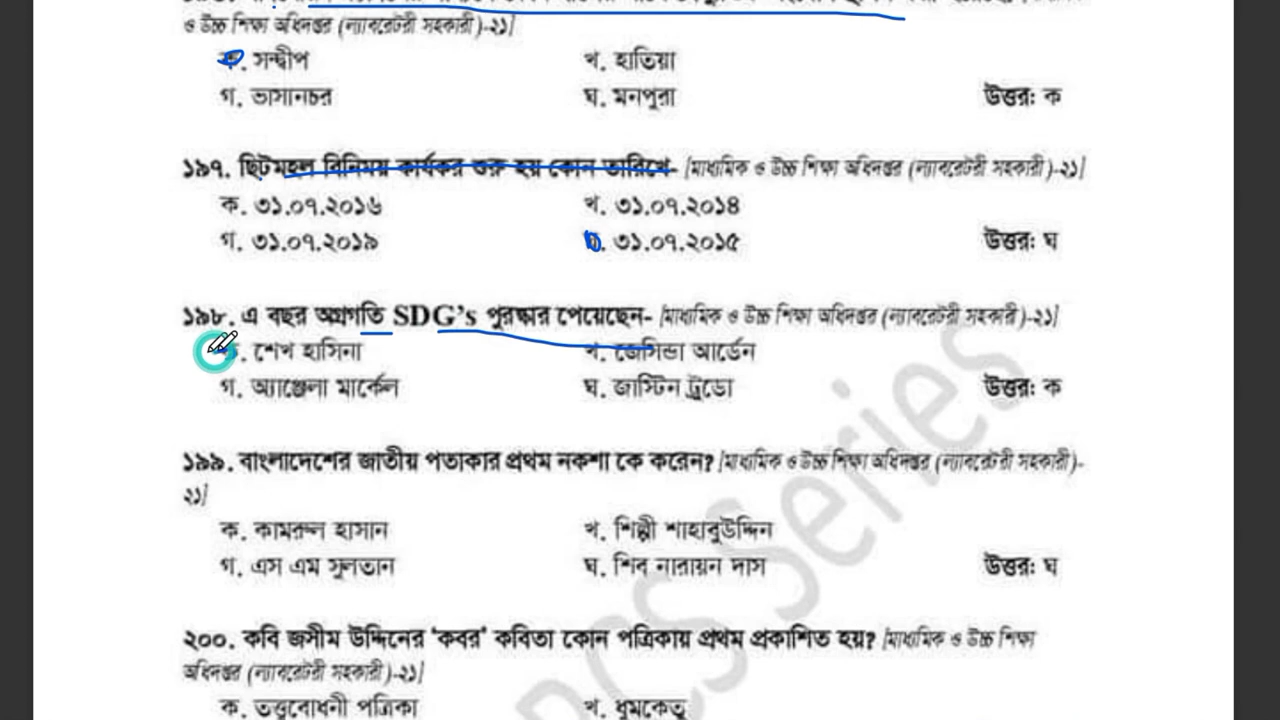 ও উচ্চ শিক্ষা অধিদপ্তর (ল্যাবরেটরী সহকারী)-২১]
ক. সন্দ্বীপ খ. হাতিয়া
গ. ভাসানচর ঘ. মনপুরা উত্তর: ক
১৯৭. ছিটমহল বিনিময় কার্যকর শুরু হয় কোন তারিখে- [মাধ্যমিক ও উচ্চ শিক্ষা অধিদপ্তর (ল্যাবরেটরী সহকারী)-২১]
ক. ৩১.০৭.২০১৬ খ. ৩১.০৭.২০১৪
গ. ৩১.০৭.২০১৯ ঘ. ৩১.০৭.২০১৫ উত্তর: ঘ
১৯৮. এ বছর অগ্রগতি SDG's পুরষ্কার পেয়েছেন- [মাধ্যমিক ও উচ্চ শিক্ষা অধিদপ্তর (ল্যাবরেটরী সহকারী)-২১]
ক. শেখ হাসিনা খ. জেসিন্ডা আর্ডেন
গ. অ্যাঞ্জেলা মার্কেল ঘ. জাস্টিন ট্রুডো উত্তর: ক
১৯৯. বাংলাদেশের জাতীয় পতাকার প্রথম নকশা কে করেন? [মাধ্যমিক ও উচ্চ শিক্ষা অধিদপ্তর (ল্যাবরেটরী সহকারী)-
২১]
ক. কামরুল হাসান খ. শিল্পী শাহাবুউদ্দিন
গ. এস এম সুলতান ঘ. শিব নারায়ন দাস উত্তর: ঘ
২০০. কবি জসীম উদ্দিনের 'কবর' কবিতা কোন পত্রিকায় প্রথম প্রকাশিত হয়? [মাধ্যমিক ও উচ্চ শিক্ষা
অধিদপ্তর (ল্যাবরেটরী সহকারী)-২১]
ক. তত্ত্ববোধনী পত্রিকা খ. ধুমকেতু
PCS Series